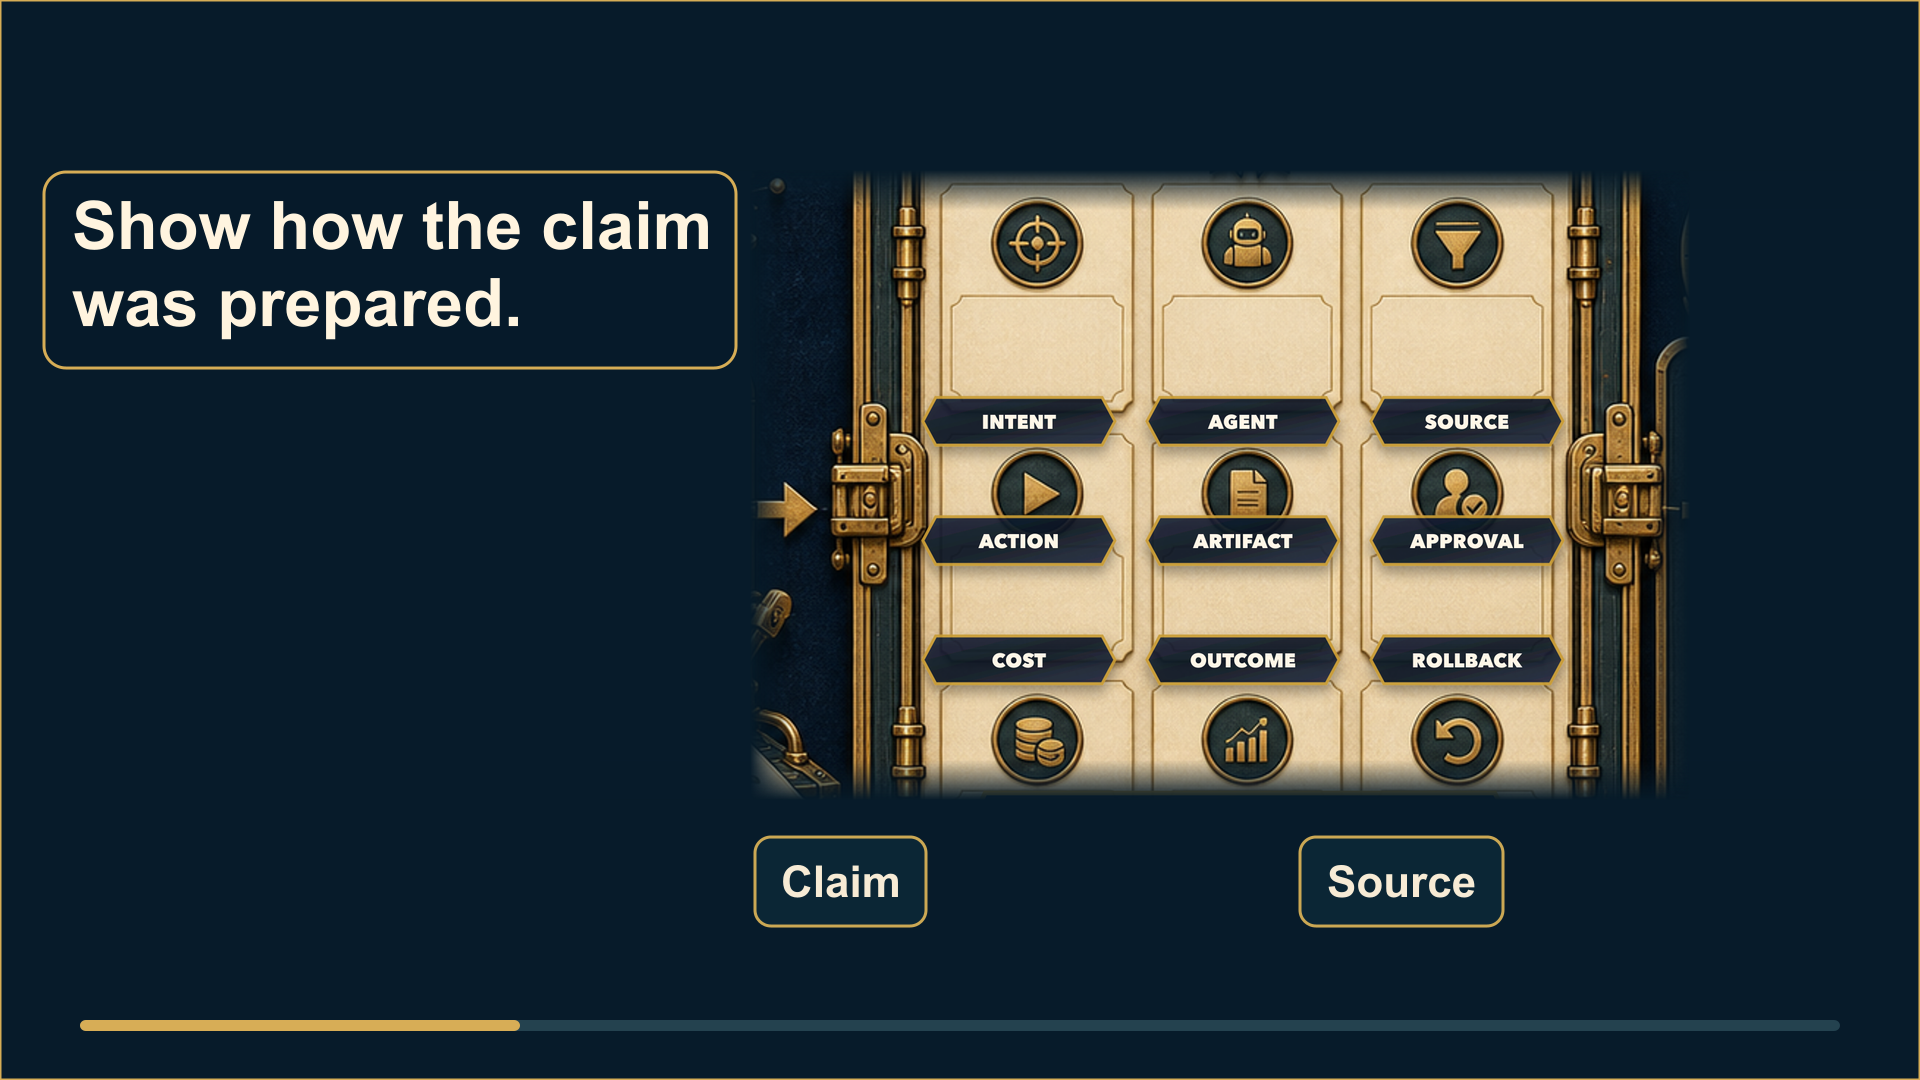 Show how the claim
was prepared.
INTENT
AGENT
SOURCE
ACTION
ARTIFACT
APPROVAL
COST
OUTCOME
ROLLBACK
Claim
Source